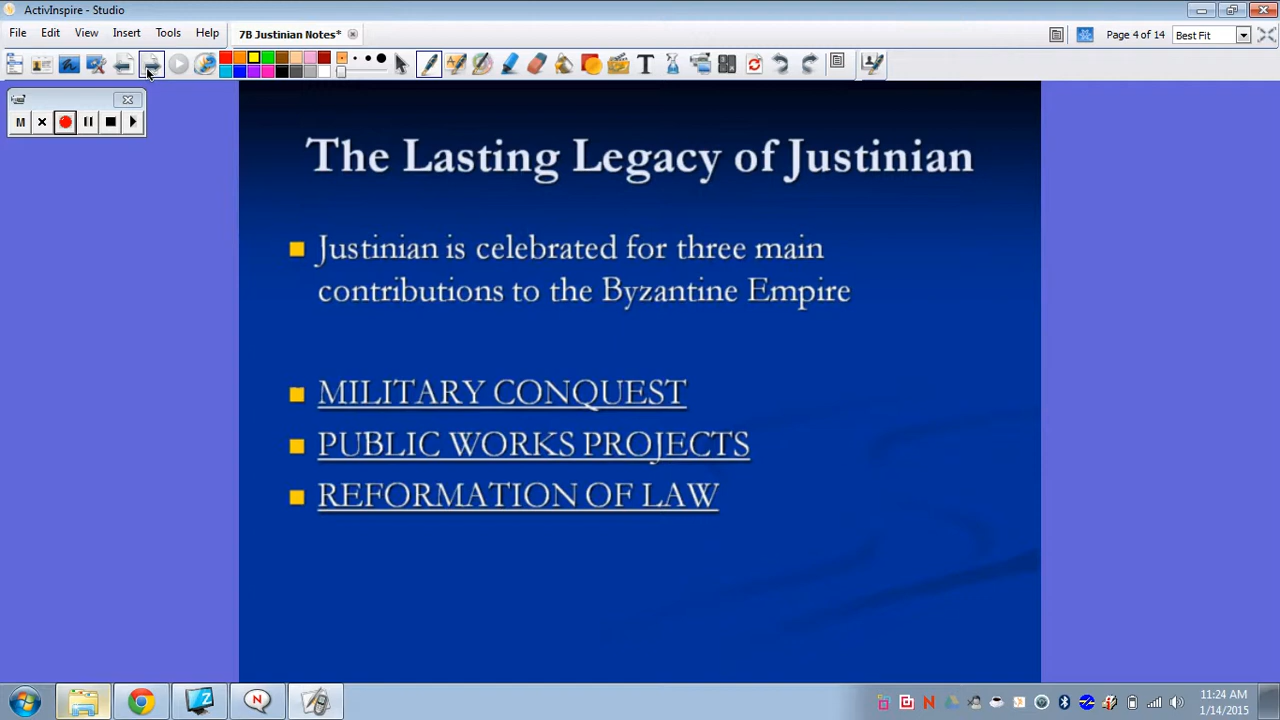 ActivInspire - Studio
File Edit View Insert Tools Help
7B Justinian Notes*
Page 4 of 14
Best Fit
M
T
The Lasting Legacy of Justinian
Justinian is celebrated for three main
contributions to the Byzantine Empire
MILITARY CONQUEST
PUBLIC WORKS PROJECTS
REFORMATION OF LAW
Z
N
N
11:24 AM
1/14/2015